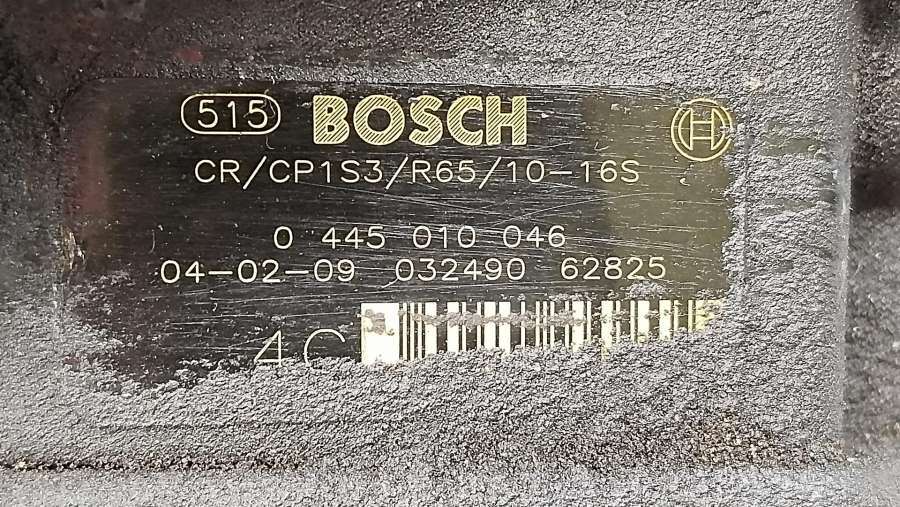 515 BOSCH
CR/CP1S3/R65/10-16S
0 445 010 046
04-02-09 032490 62825
4C